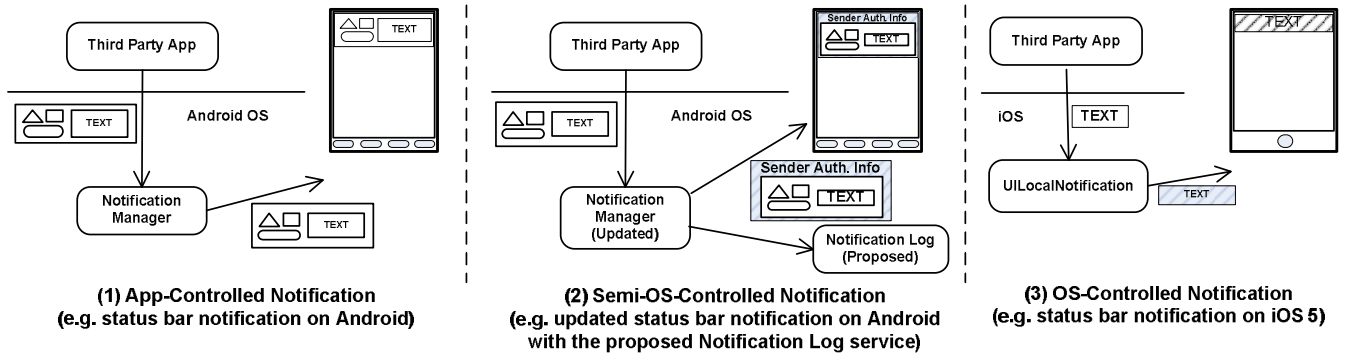 Third Party App
TEXT
Android OS
TEXT
Notification
Manager
TEXT
(1) App-Controlled Notification
(e.g. status bar notification on Android)
Third Party App
Sender Auth. Info
TEXT
Android OS
TEXT
Sender Auth. Info
TEXT
Notification
Manager
(Updated)
Notification Log
(Proposed)
(2) Semi-OS-Controlled Notification
(e.g. updated status bar notification on Android
with the proposed Notification Log service)
Third Party App
TEXT
iOS
TEXT
UILocalNotification
TEXT
(3) OS-Controlled Notification
(e.g. status bar notification on iOS 5)